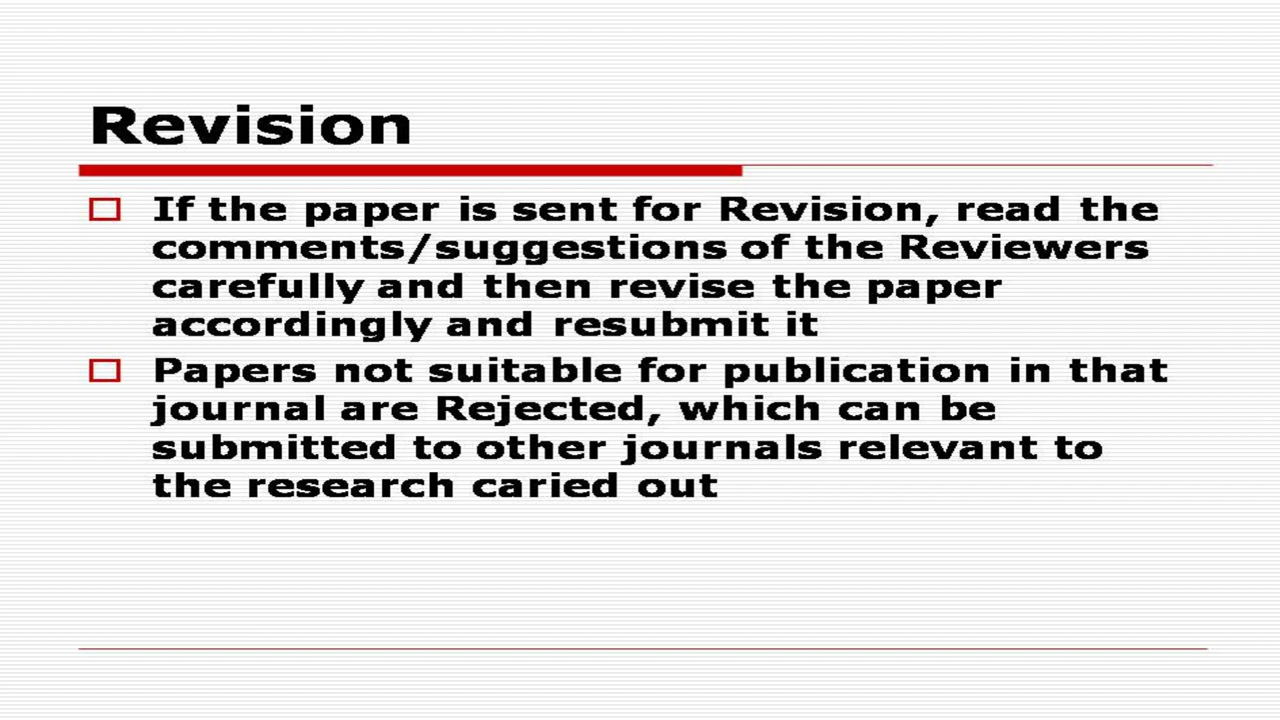 Revision
If the paper is sent for Revision, read the
comments/suggestions of the Reviewers
carefully and then revise the paper
accordingly and resubmit it
Papers not suitable for publication in that
journal are Rejected, which can be
submitted to other journals relevant to
the research caried out